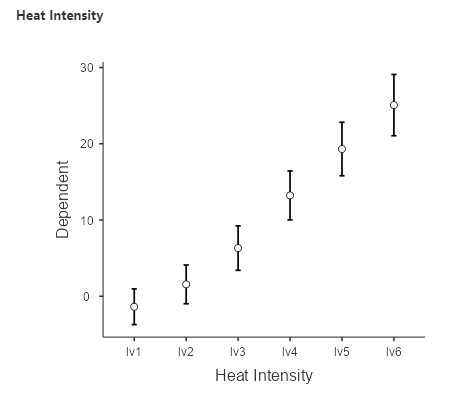 Heat Intensity
30
20
10
0
Dependent
lv1 lv2 lv3 lv4 lv5 lv6
Heat Intensity